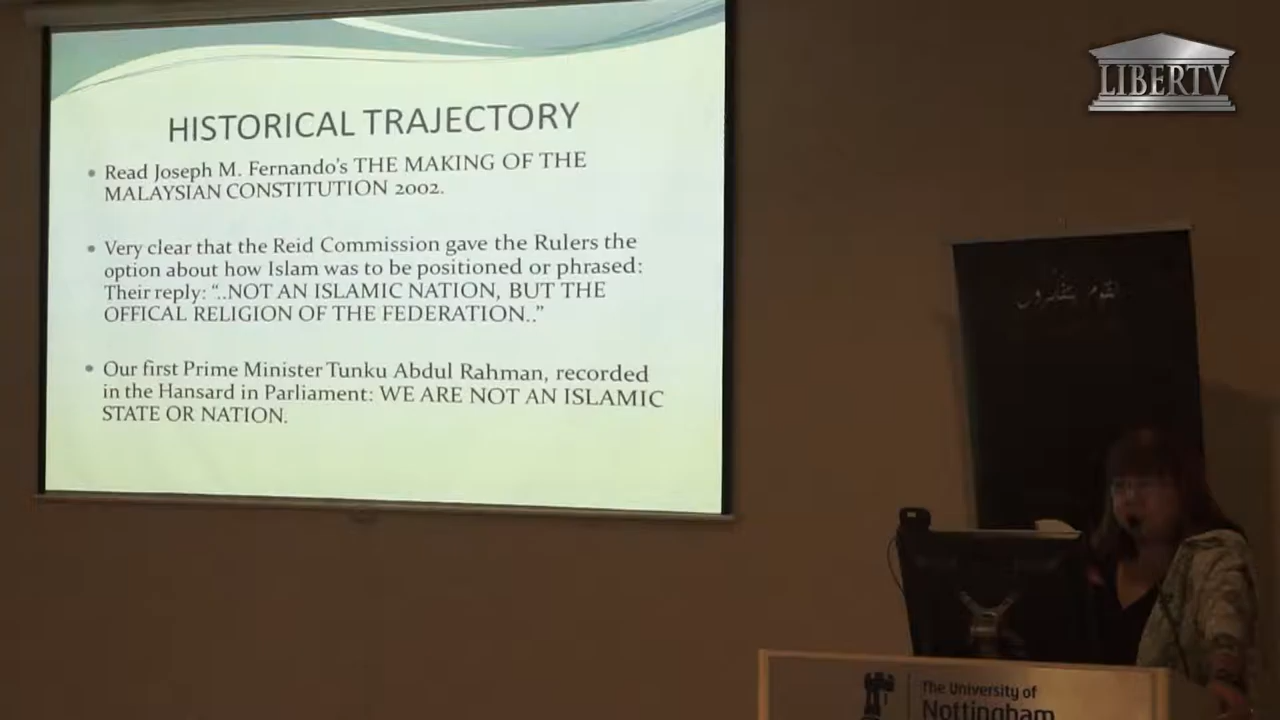 LIBERTV
HISTORICAL TRAJECTORY
• Read Joseph M. Fernando's THE MAKING OF THE
MALAYSIAN CONSTITUTION 2002.
• Very clear that the Reid Commission gave the Rulers the
option about how Islam was to be positioned or phrased:
Their reply: “..NOT AN ISLAMIC NATION, BUT THE
OFFICAL RELIGION OF THE FEDERATION..”
• Our first Prime Minister Tunku Abdul Rahman, recorded
in the Hansard in Parliament: WE ARE NOT AN ISLAMIC
STATE OR NATION.
The University of
Nottingham